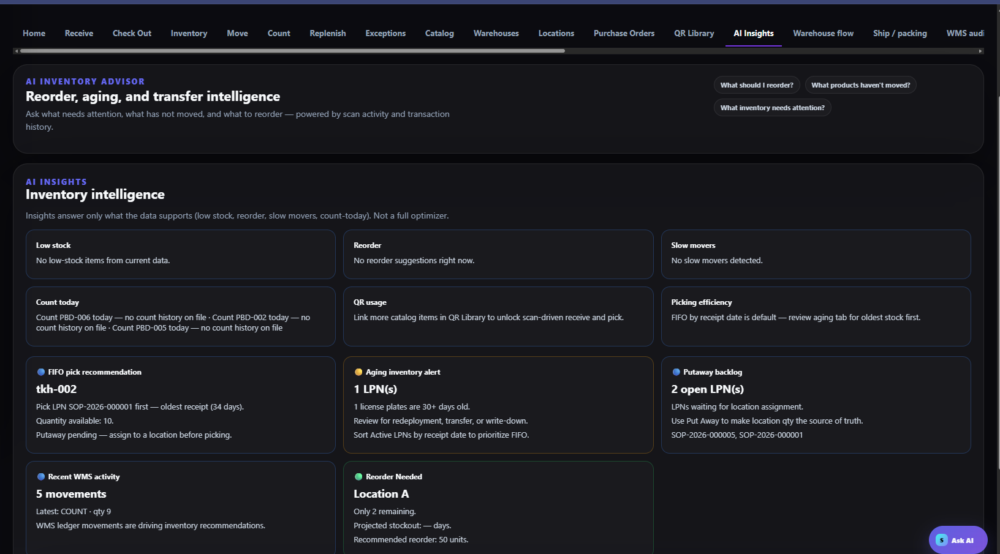 Home Receive Check Out Inventory Move Count Replenish Exceptions Catalog Warehouses Locations Purchase Orders QR Library AI Insights Warehouse flow Ship / packing WMS audi
AI INVENTORY ADVISOR
Reorder, aging, and transfer intelligence
Ask what needs attention, what has not moved, and what to reorder — powered by scan activity and transaction
history.
What should I reorder? What products haven't moved?
What inventory needs attention?
AI INSIGHTS
Inventory intelligence
Insights answer only what the data supports (low stock, reorder, slow movers, count-today). Not a full optimizer.
Low stock
No low-stock items from current data.
Reorder
No reorder suggestions right now.
Slow movers
No slow movers detected.
Count today
Count PBD-006 today — no count history on file · Count PBD-002 today — no
count history on file · Count PBD-005 today — no count history on file
QR usage
Link more catalog items in QR Library to unlock scan-driven receive and pick.
Picking efficiency
FIFO by receipt date is default — review aging tab for oldest stock first.
FIFO pick recommendation
tkh-002
Pick LPN SOP-2026-000001 first — oldest receipt (34 days).
Quantity available: 10.
Putaway pending — assign to a location before picking.
Aging inventory alert
1 LPN(s)
1 license plates are 30+ days old.
Review for redeployment, transfer, or write-down.
Sort Active LPNs by receipt date to prioritize FIFO.
Putaway backlog
2 open LPN(s)
LPNs waiting for location assignment.
Use Put Away to make location qty the source of truth.
SOP-2026-000005, SOP-2026-000001
Recent WMS activity
5 movements
Latest: COUNT · qty 9
WMS ledger movements are driving inventory recommendations.
Reorder Needed
Location A
Only 2 remaining.
Projected stockout: — days.
Recommended reorder: 50 units.
S Ask AI